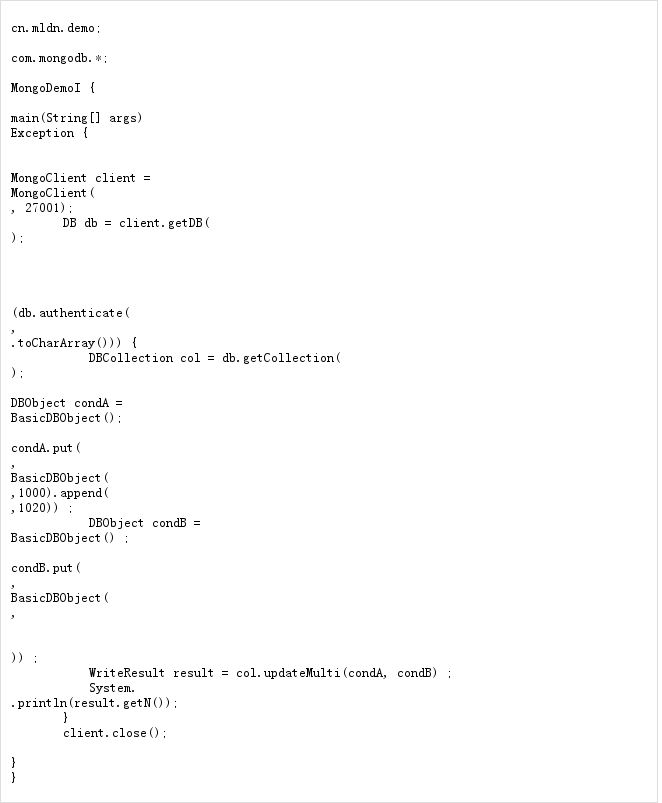 cn.mldn.demo;
com.mongodb.*;
MongoDemoI {
main(String[] args)
Exception {
MongoClient client =
MongoClient(
, 27001);
DB db = client.getDB(
);
(db.authenticate(
,
.toCharArray())) {
DBCollection col = db.getCollection(
);
DBObject condA =
BasicDBObject();
condA.put(
,
BasicDBObject(
,1000).append(
,1020)) ;
DBObject condB =
BasicDBObject() ;
condB.put(
,
BasicDBObject(
,
)) ;
WriteResult result = col.updateMulti(condA, condB) ;
System.
.println(result.getN());
}
client.close();
}
}